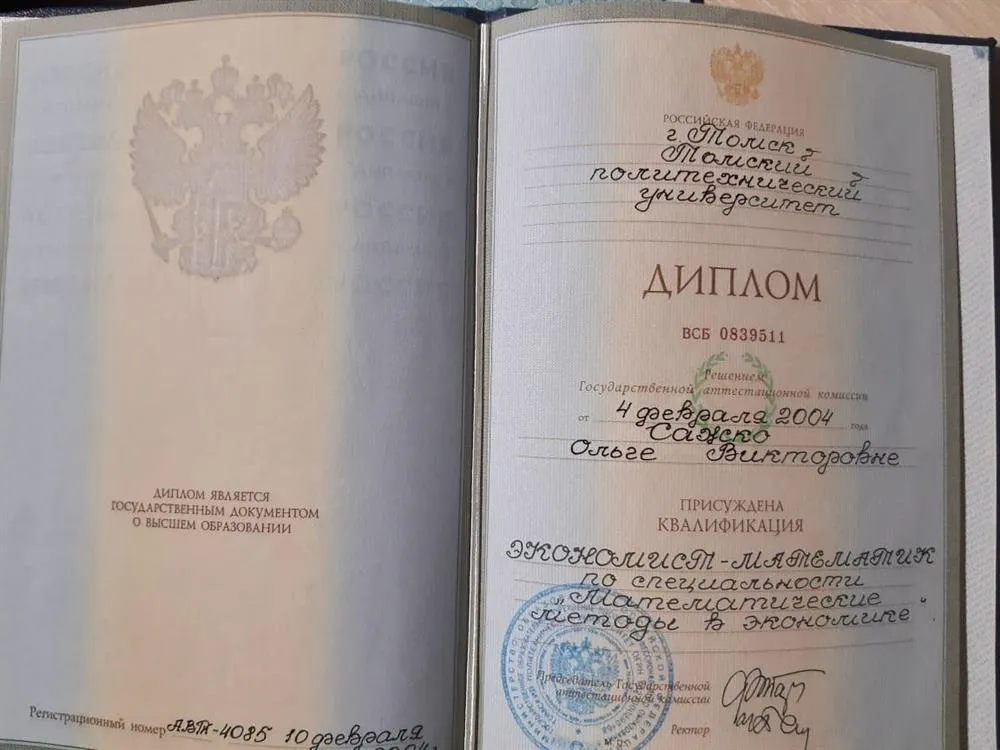 ДИПЛОМ ЯВЛЯЕТСЯ
ГОСУДАРСТВЕННЫМ ДОКУМЕНТОМ
О ВЫСШЕМ ОБРАЗОВАНИИ
Регистрационный номер АВТ-4085 10 февраля
2004г
РОССИЙСКАЯ ФЕДЕРАЦИЯ
г. Томск
Томский
политехнический
университет
ДИПЛОМ
ВСБ 0839511
Решением
Государственной аттестационной комиссии
от 4 февраля 2004 года
Сажско
Ольге Викторовне
ПРИСУЖДЕНА
КВАЛИФИКАЦИЯ
ЭКОНОМИСТ-МАТЕМАТИК
по специальности
„Математические
методы в экономике"
Председатель Государственной
аттестационной комиссии
Ректор
М.П.